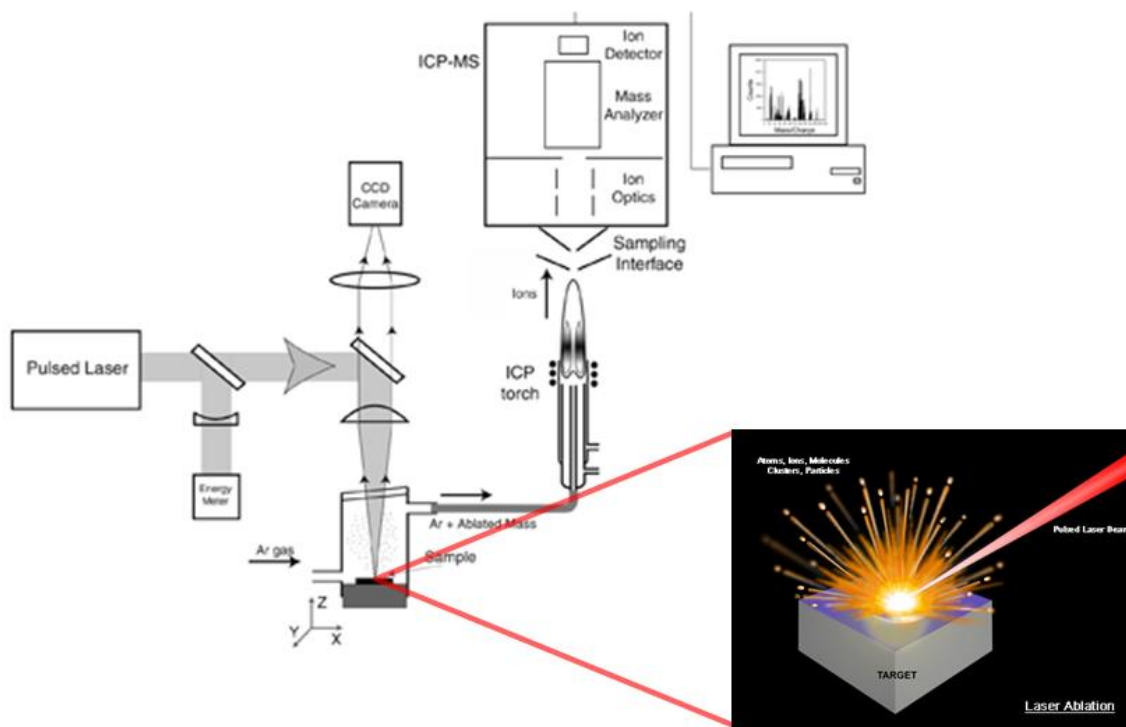 ICP-MS
Ion
Detector
Mass
Analyzer
Ion
Optics
Counts
Mass/Charge
CCD
Camera
Sampling
Interface
Ions
Pulsed Laser
ICP
torch
Energy
Meter
Ar + Ablated Mass
Ar gas
Sample
Z
Y
X
Atoms, Ions, Molecules
Clusters, Particles
Pulsed Laser Beam
TARGET
Laser Ablation